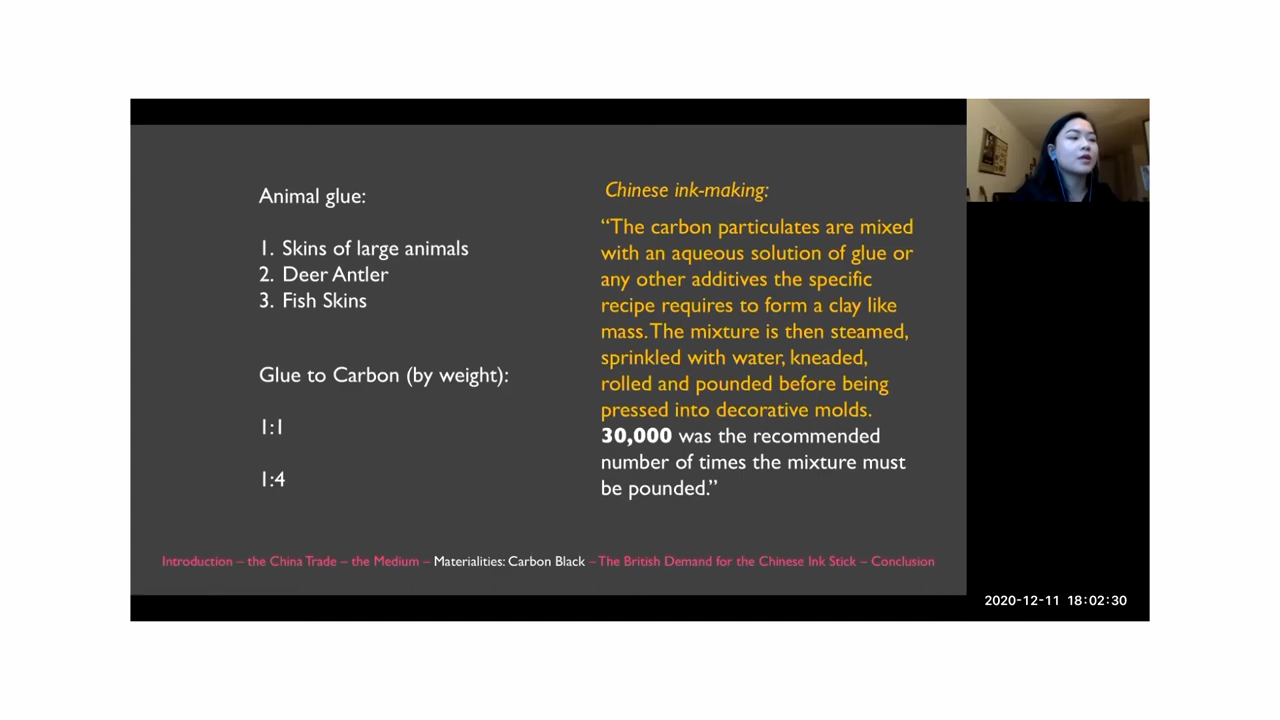 Animal glue:
1. Skins of large animals
2. Deer Antler
3. Fish Skins
Glue to Carbon (by weight):
1:1
1:4
Chinese ink-making:
“The carbon particulates are mixed
with an aqueous solution of glue or
any other additives the specific
recipe requires to form a clay like
mass. The mixture is then steamed,
sprinkled with water, kneaded,
rolled and pounded before being
pressed into decorative molds.
30,000 was the recommended
number of times the mixture must
be pounded.”
Introduction – the China Trade – the Medium – Materialities: Carbon Black – The British Demand for the Chinese Ink Stick – Conclusion
2020-12-11 18:02:30